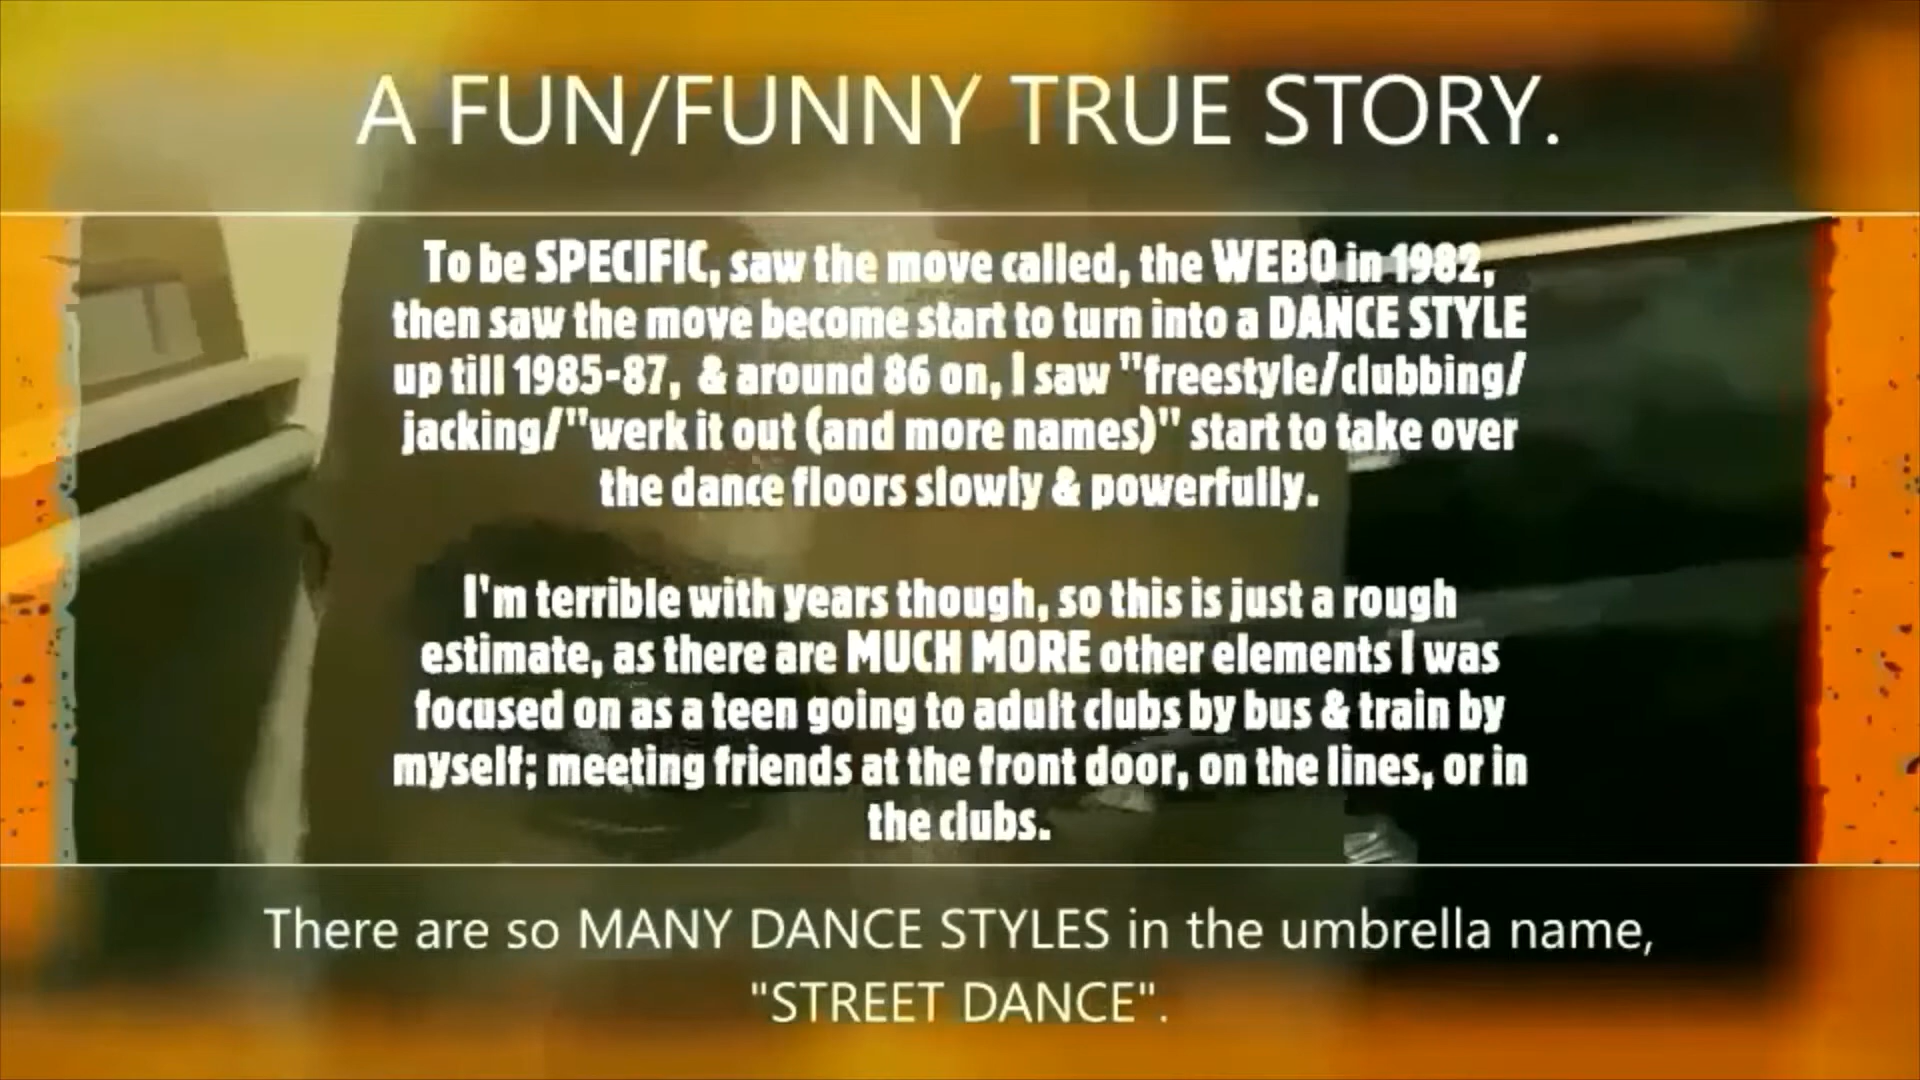 A FUN/FUNNY TRUE STORY.
To be SPECIFIC, saw the move called, the WEBO in 1982,
then saw the move become start to turn into a DANCE STYLE
up till 1985-87, & around 86 on, I saw "freestyle/clubbing/
jacking/"werk it out (and more names)" start to take over
the dance floors slowly & powerfully.
I'm terrible with years though, so this is just a rough
estimate, as there are MUCH MORE other elements I was
focused on as a teen going to adult clubs by bus & train by
myself; meeting friends at the front door, on the lines, or in
the clubs.
There are so MANY DANCE STYLES in the umbrella name,
"STREET DANCE".